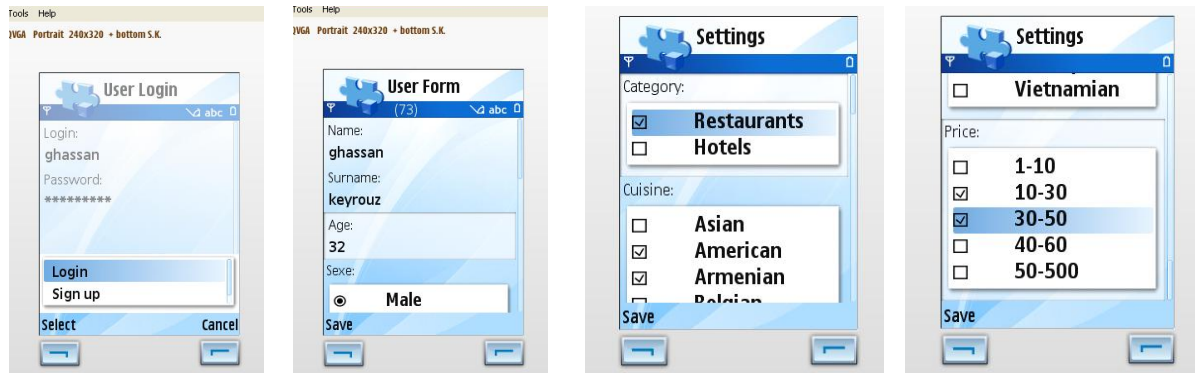 Tools Help
QVGA Portrait 240x320 + bottom S.K.
User Login
abc
Login:
ghassan
Password:
*********
Login
Sign up
Select Cancel
Tools Help
QVGA Portrait 240x320 + bottom S.K.
User Form
(73) abc
Name:
ghassan
Surname:
keyrouz
Age:
32
Sexe:
Male
Save
Settings
Category:
Restaurants
Hotels
Cuisine:
Asian
American
Armenian
Belgian
Save
Settings
Vietnamian
Price:
1-10
10-30
30-50
40-60
50-500
Save